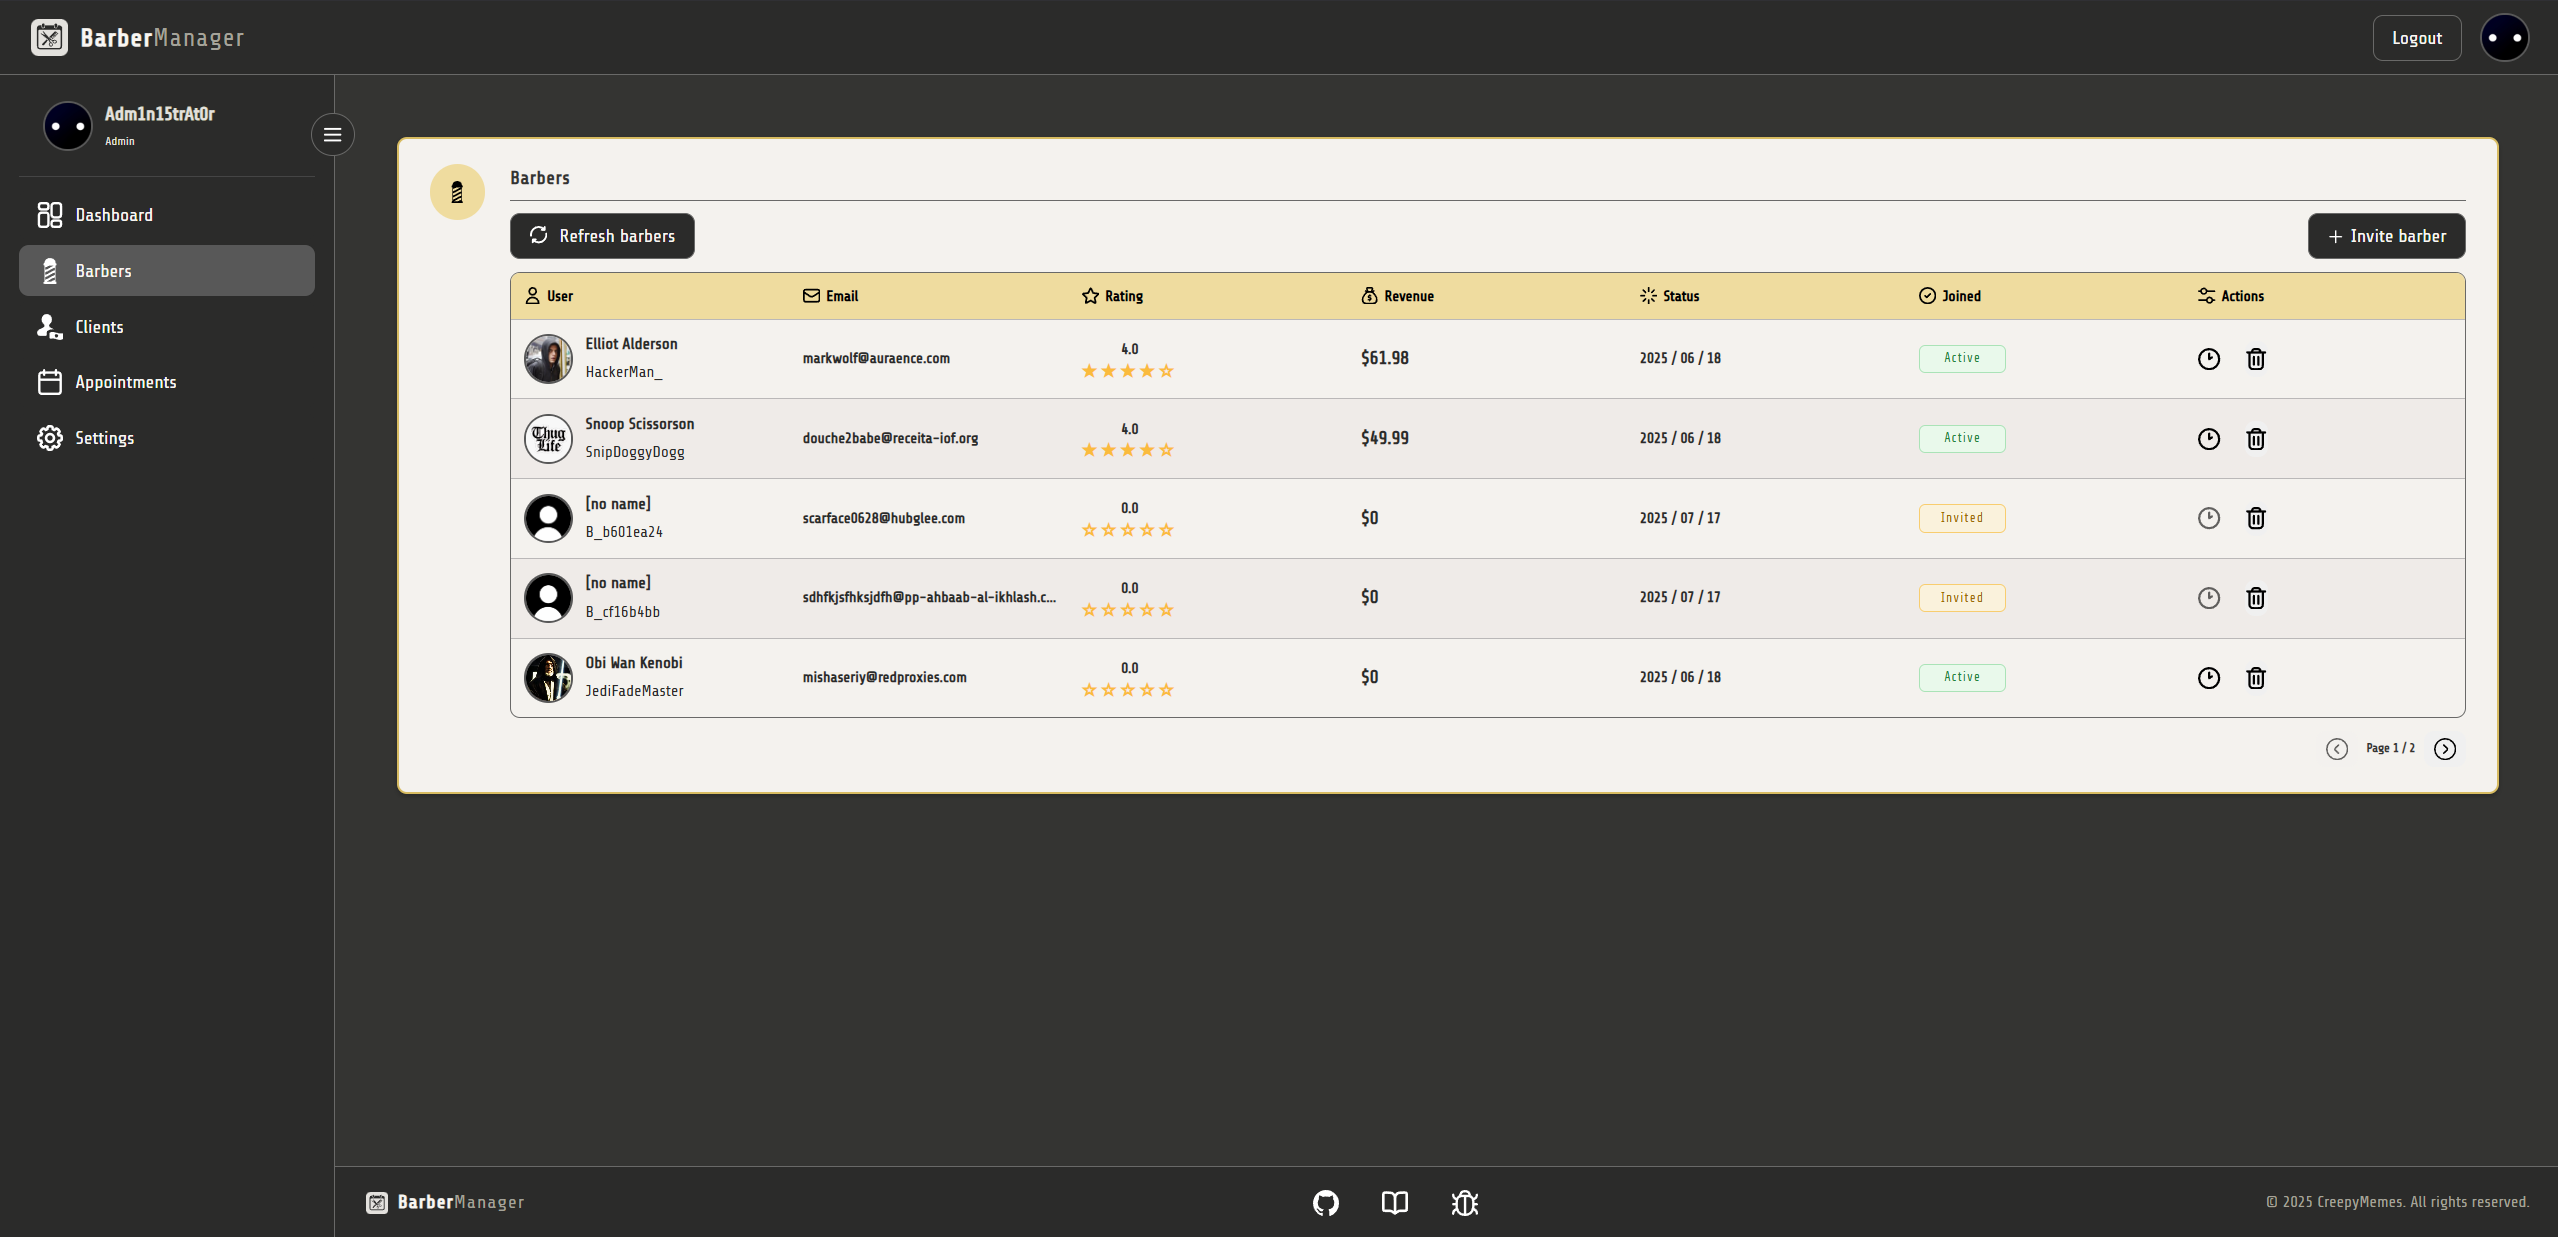 BarberManager
Logout
Adm1n15trAt0r
Admin
Dashboard
Barbers
Clients
Appointments
Settings
Barbers
Refresh barbers
+ Invite barber
User Email Rating Revenue Status Joined Actions
Elliot Alderson
HackerMan_
markwolf@auraence.com
4.0
$61.98
2025 / 06 / 18
Active
Thug
Life
Snoop Scissorson
SnipDoggyDogg
douche2babe@receita-iof.org
4.0
$49.99
2025 / 06 / 18
Active
[no name]
B_b601ea24
scarface0628@hubglee.com
0.0
$0
2025 / 07 / 17
Invited
[no name]
B_cf16b4bb
sdhfkjsfhksjdfh@pp-ahbaab-al-ikhlash.c...
0.0
$0
2025 / 07 / 17
Invited
Obi Wan Kenobi
JediFadeMaster
mishaseriy@redproxies.com
0.0
$0
2025 / 06 / 18
Active
Page 1 / 2
BarberManager
© 2025 CreepyMemes. All rights reserved.